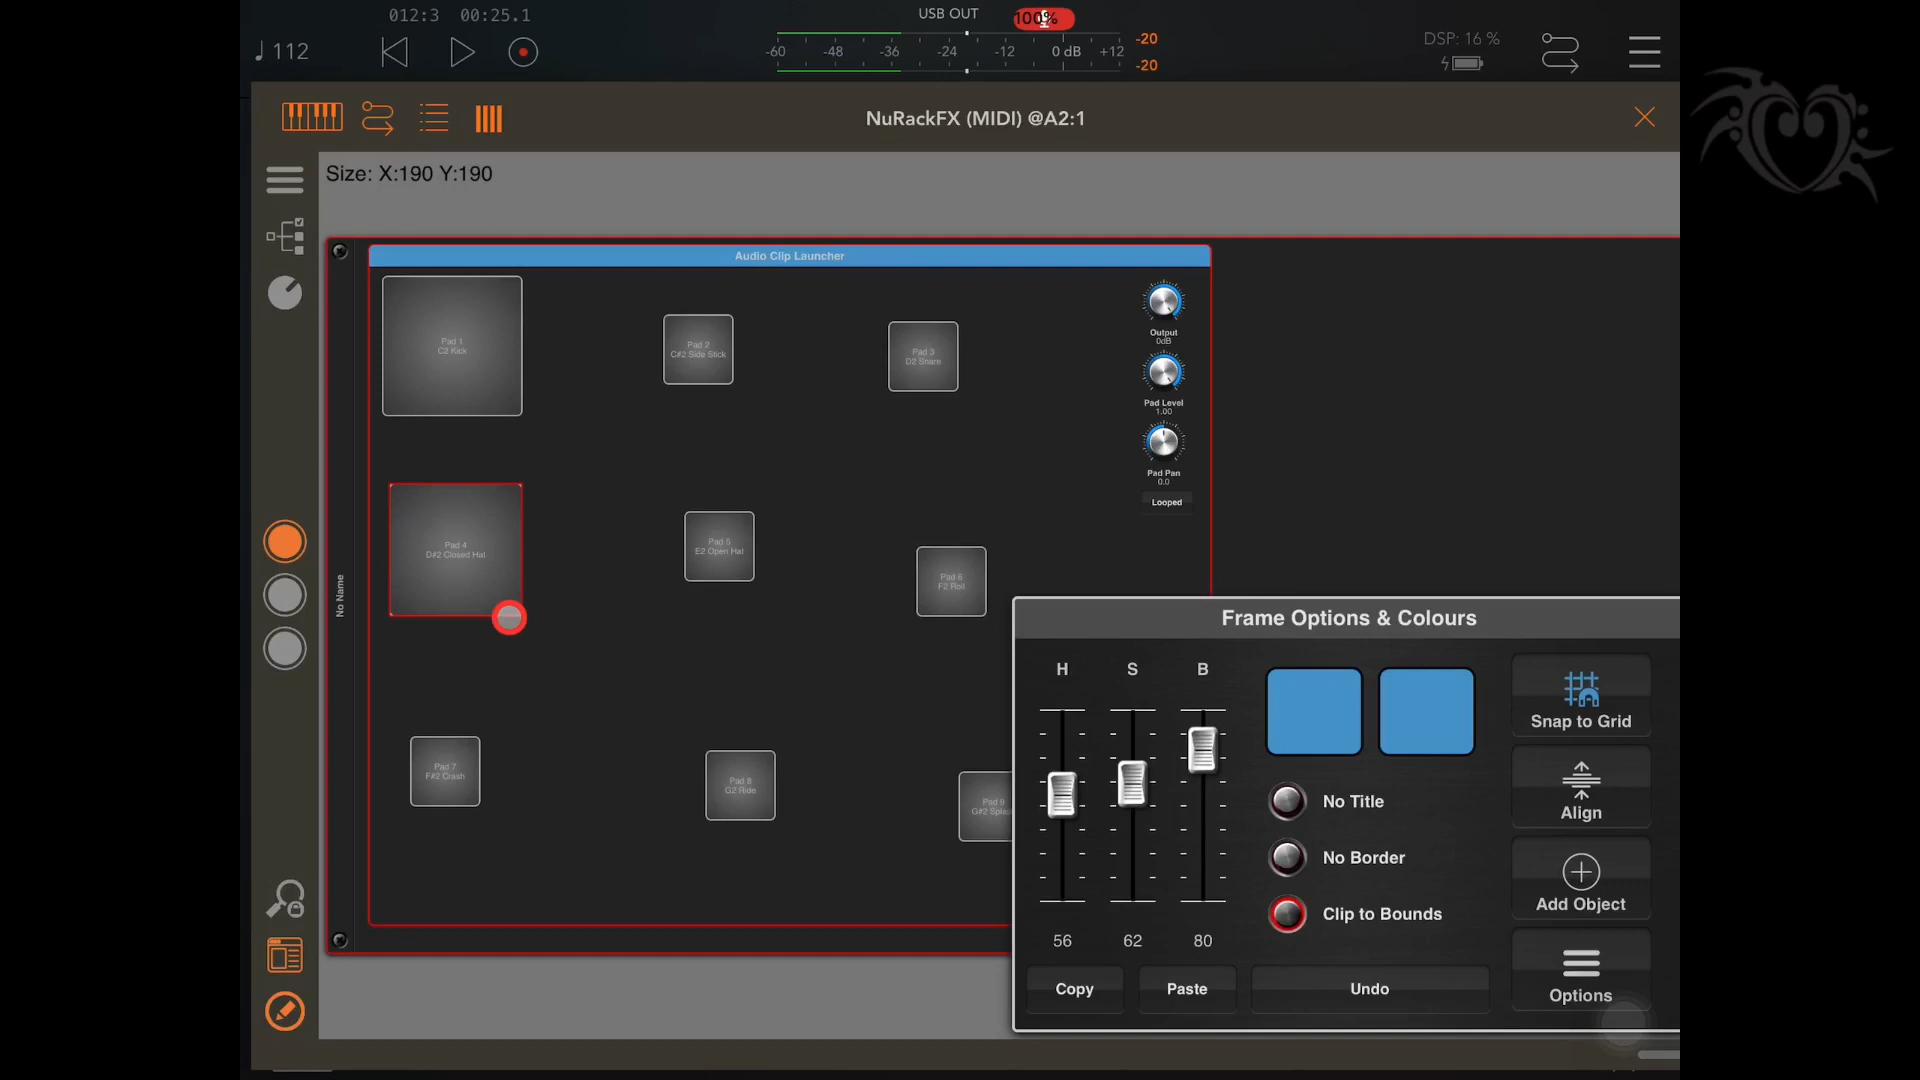 012:3 00:25.1
USB OUT
100%
112
-60 -48 -36 -24 -12 0 dB +12
-20
-20
DSP: 16 %
NuRackFX (MIDI) @A2:1
Size: X:190 Y:190
Audio Clip Launcher
Pad 1
C2 Kick
Pad 2
C#2 Side Stick
Pad 3
D2 Snare
Output
0dB
Pad Level
1.00
Pad Pan
0.0
Looped
Pad 4
D#2 Closed Hat
Pad 5
E2 Open Hat
Pad 6
F2 Roll
No Name
Pad 7
F#2 Crash
Pad 8
G2 Ride
Pad 9
G#2
Frame Options & Colours
H S B
Snap to Grid
No Title
Align
No Border
Add Object
Clip to Bounds
56 62 80
Copy Paste Undo
Options